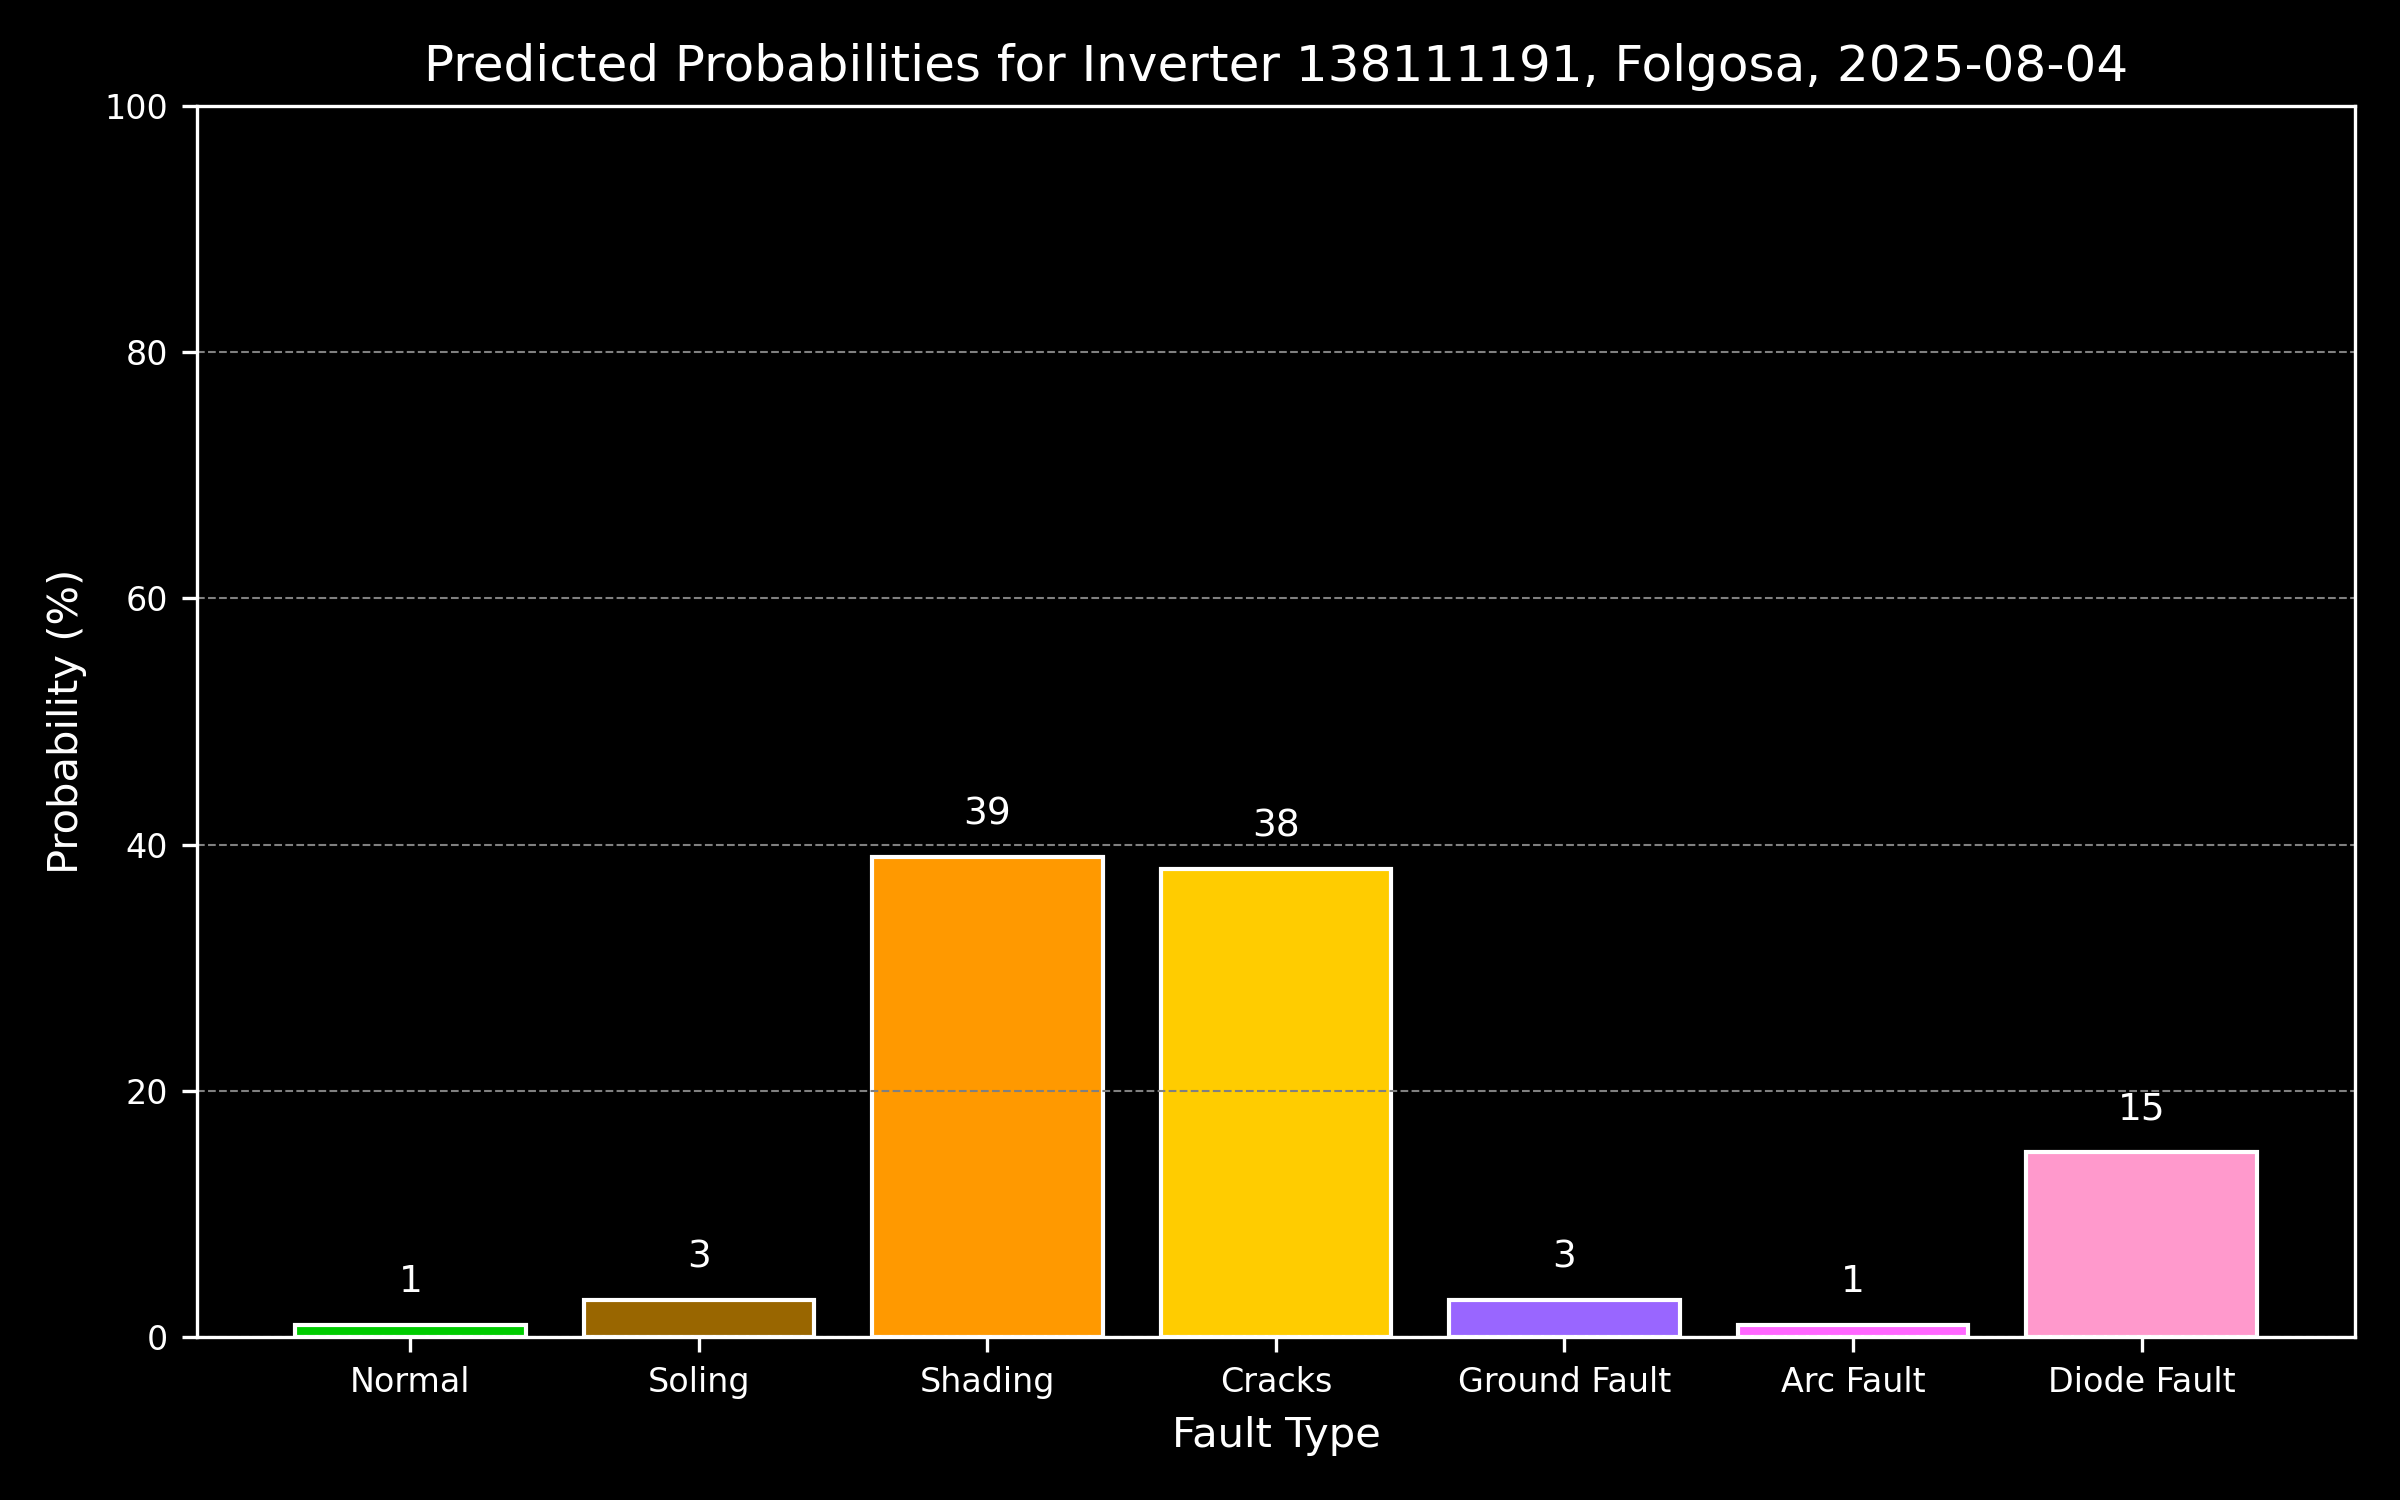 Predicted Probabilities for Inverter 138111191, Folgosa, 2025-08-04
Probability (%)
100
80
60
40
20
0
1
3
39
38
3
1
15
Normal
Soling
Shading
Cracks
Ground Fault
Arc Fault
Diode Fault
Fault Type